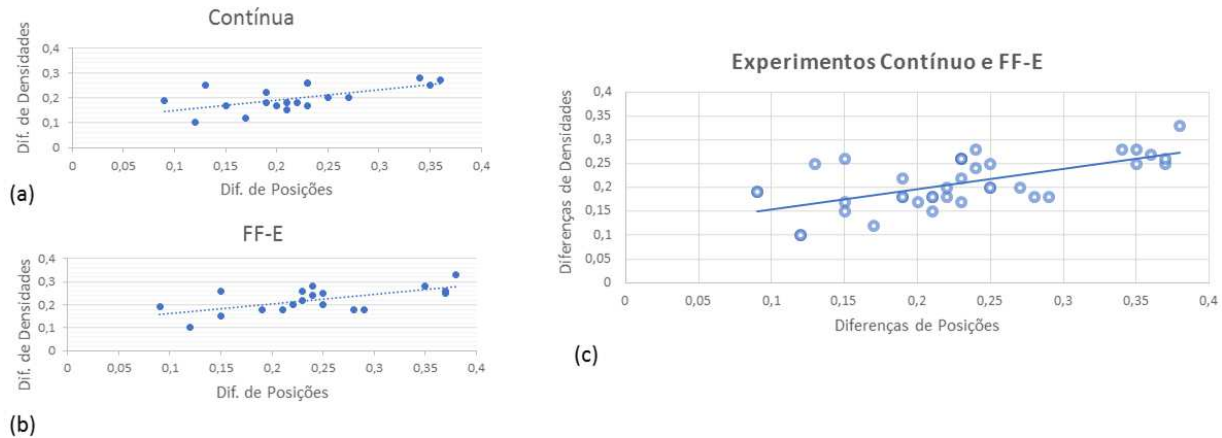 Contínua
Dif. de Densidades
0,4
0,3
0,2
0,1
0
0 0,05 0,1 0,15 0,2 0,25 0,3 0,35 0,4
Dif. de Posições
(a)
FF-E
Dif. de Densidades
0,4
0,3
0,2
0,1
0
0 0,05 0,1 0,15 0,2 0,25 0,3 0,35 0,4
Dif. de Posições
(b)
Experimentos Contínuo e FF-E
Diferenças de Densidades
0,4
0,35
0,3
0,25
0,2
0,15
0,1
0,05
0
0 0,05 0,1 0,15 0,2 0,25 0,3 0,35 0,4
Diferenças de Posições
(c)